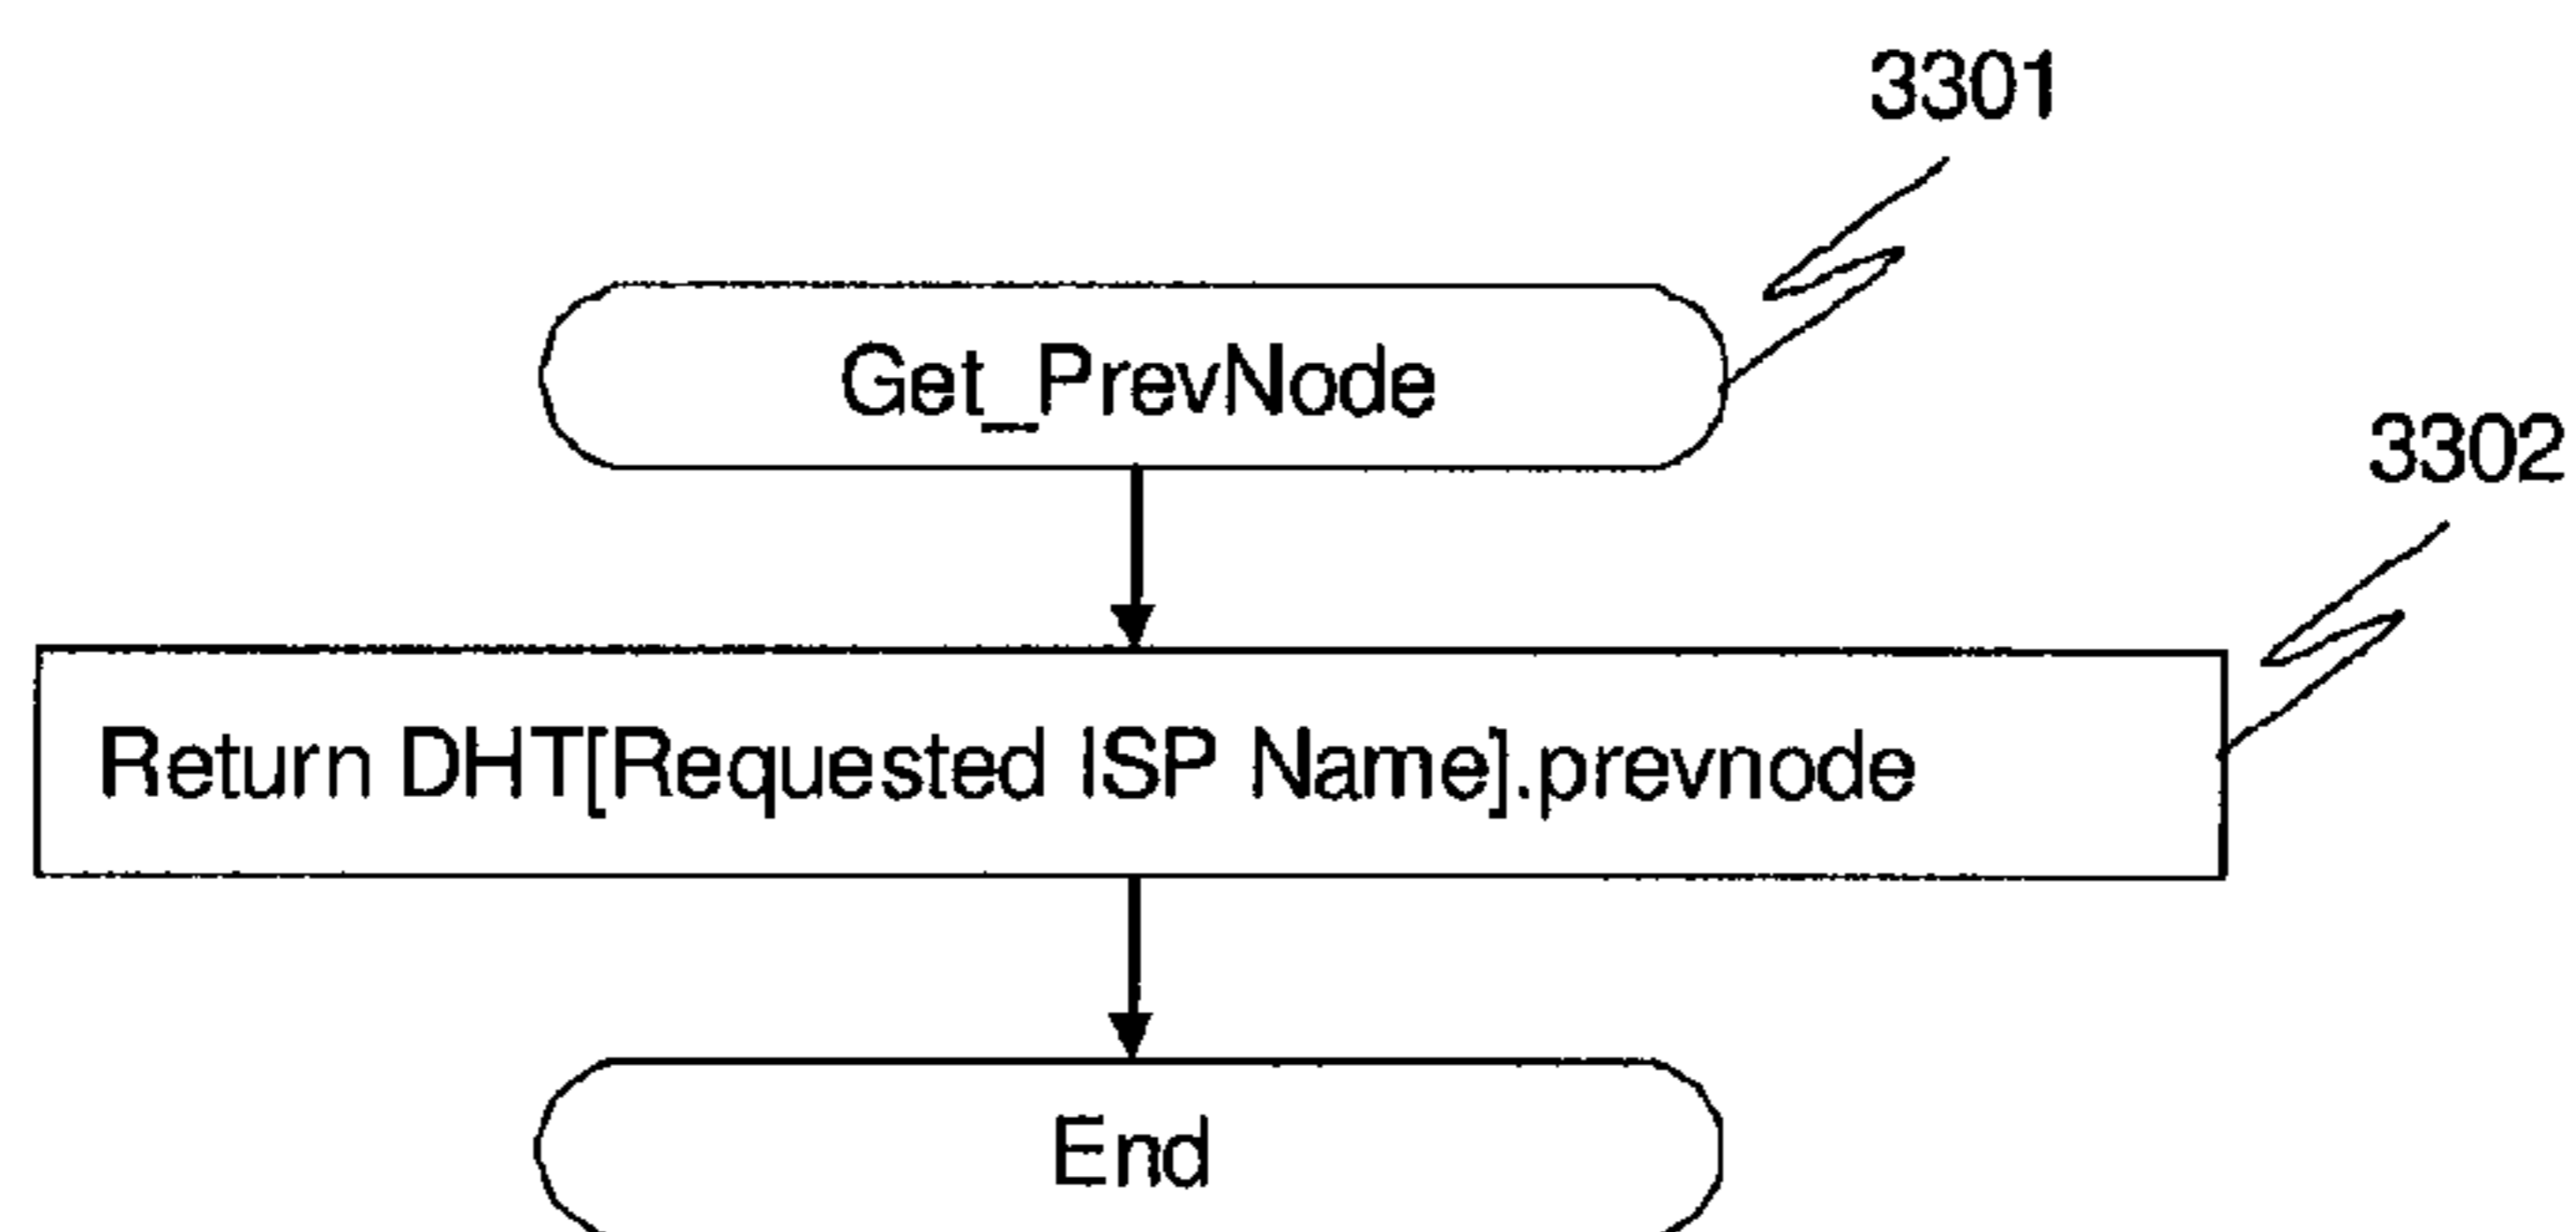 3301
Get_PrevNode
3302
Return DHT[Requested ISP Name].prevnode
End